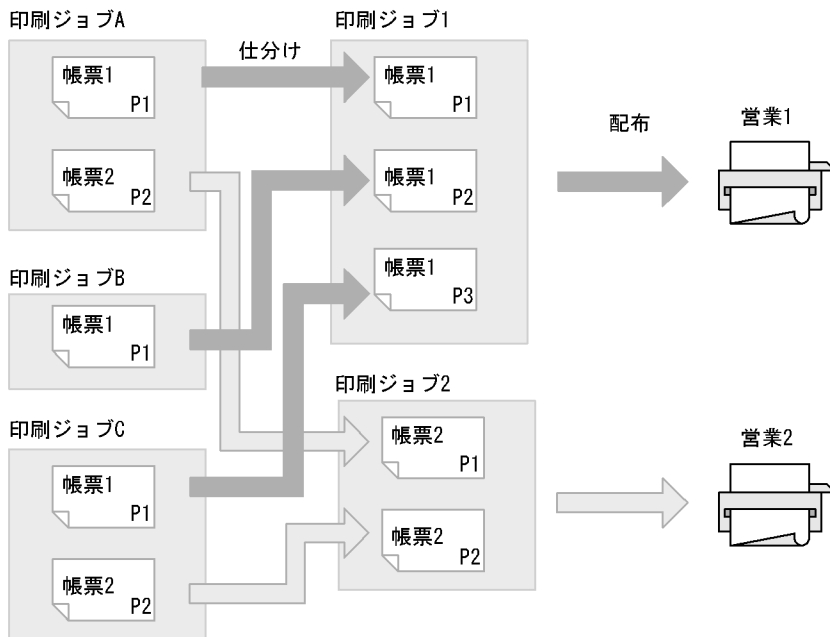 印刷ジョブA
帳票1
P1
帳票2
P2
印刷ジョブB
帳票1
P1
印刷ジョブC
帳票1
P1
帳票2
P2
仕分け
印刷ジョブ1
帳票1
P1
帳票1
P2
帳票1
P3
印刷ジョブ2
帳票2
P1
帳票2
P2
配布
営業1
営業2